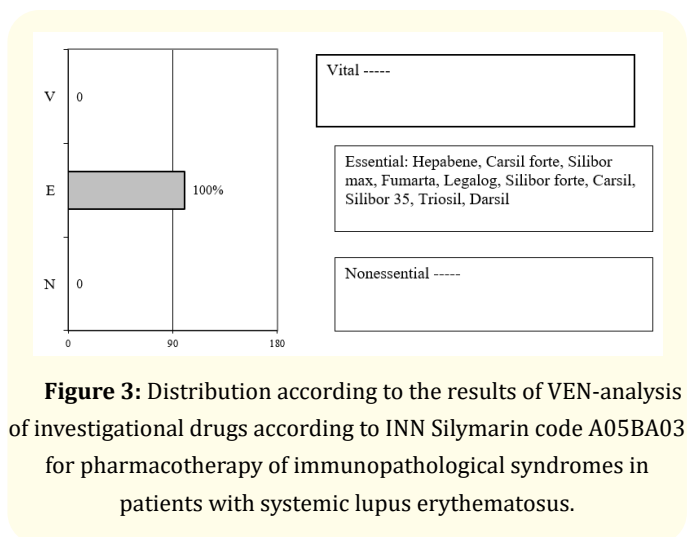 V
0
E
100%
N
0
0
90
180
Vital -----
Essential: Hepabene, Carsil forte, Silibor
max, Fumarta, Legalog, Silibor forte, Carsil,
Silibor 35, Triosil, Darsil
Nonessential -----
Figure 3: Distribution according to the results of VEN-analysis
of investigational drugs according to INN Silymarin code A05BA03
for pharmacotherapy of immunopathological syndromes in
patients with systemic lupus erythematosus.